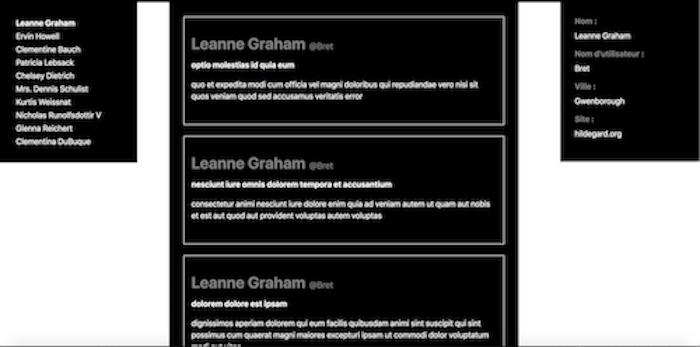 Leanne Graham
Ervin Howell
Clementine Bauch
Patricia Lebsack
Chelsey Dietrich
Mrs. Dennis Schulist
Kurtis Weissnat
Nicholas Runolfsdottir V
Glenna Reichert
Clementina DuBuque
Leanne Graham @Bret
optio molestias id quia eum
quo et expedita modi cum officia vel magni doloribus qui repudiandae vero nisi sit
quos veniam quod sed accusamus veritatis error
Leanne Graham @Bret
nesciunt iure omnis dolorem tempora et accusantium
consectetur animi nesciunt iure dolore enim quia ad veniam autem ut quam aut nobis
et est aut quod aut provident voluptas autem voluptas
Leanne Graham @Bret
dolorem dolore est ipsam
dignissimos aperiam dolorem qui eum facilis quibusdam animi sint suscipit qui sint
possimus cum quaerat magni maiores excepturi ipsam ut commodi dolor voluptatum
modi aut vitae
Nom :
Leanne Graham
Nom d'utilisateur :
Bret
Ville :
Gwenborough
Site :
hildegard.org